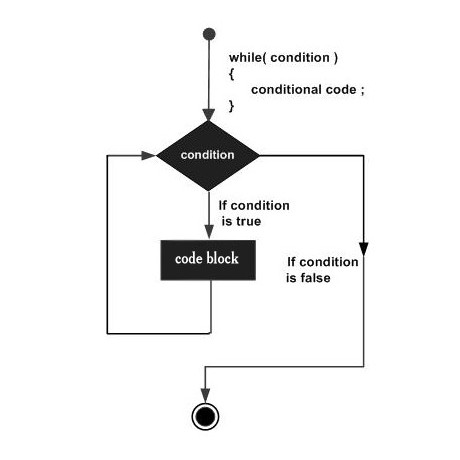 while( condition )
{
conditional code ;
}
condition
If condition
is true
code block
If condition
is false